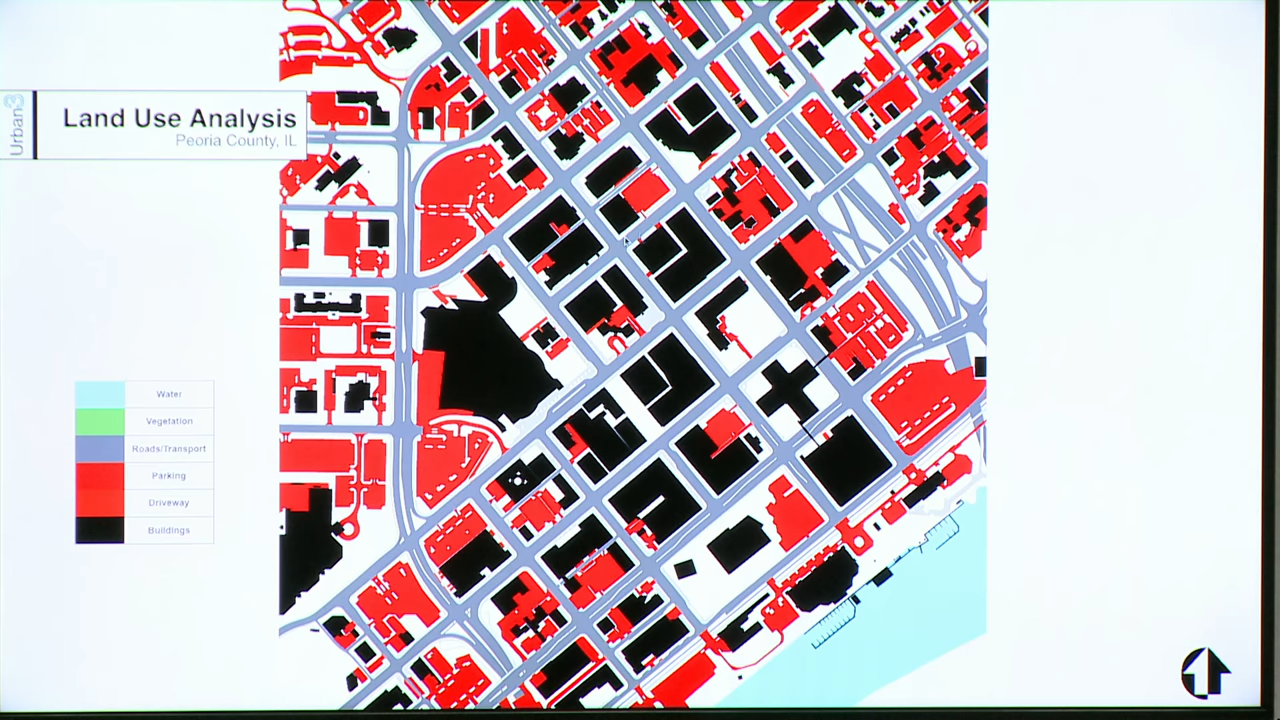 Urban3
Land Use Analysis
Peoria County, IL
Water
Vegetation
Roads/Transport
Parking
Driveway
Buildings